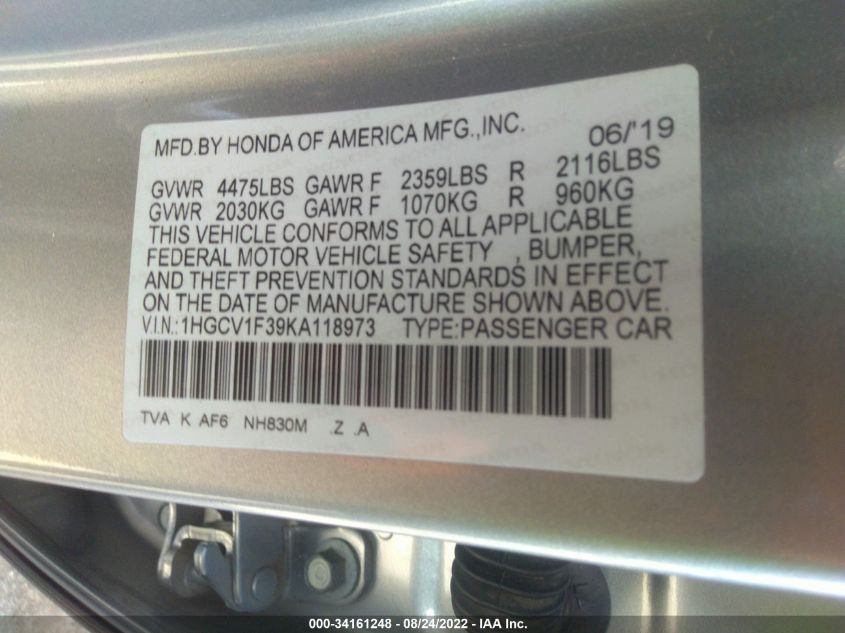 MFD.BY HONDA OF AMERICA MFG.,INC. 06/'19
GVWR 4475LBS GAWR F 2359LBS R 2116LBS
GVWR 2030KG GAWR F 1070KG R 960KG
THIS VEHICLE CONFORMS TO ALL APPLICABLE
FEDERAL MOTOR VEHICLE SAFETY , BUMPER,
AND THEFT PREVENTION STANDARDS IN EFFECT
ON THE DATE OF MANUFACTURE SHOWN ABOVE.
V.I.N.:1HGCV1F39KA118973 TYPE:PASSENGER CAR
TVA K AF6 NH830M .Z .A
000-34161248 - 08/24/2022 - IAA Inc.